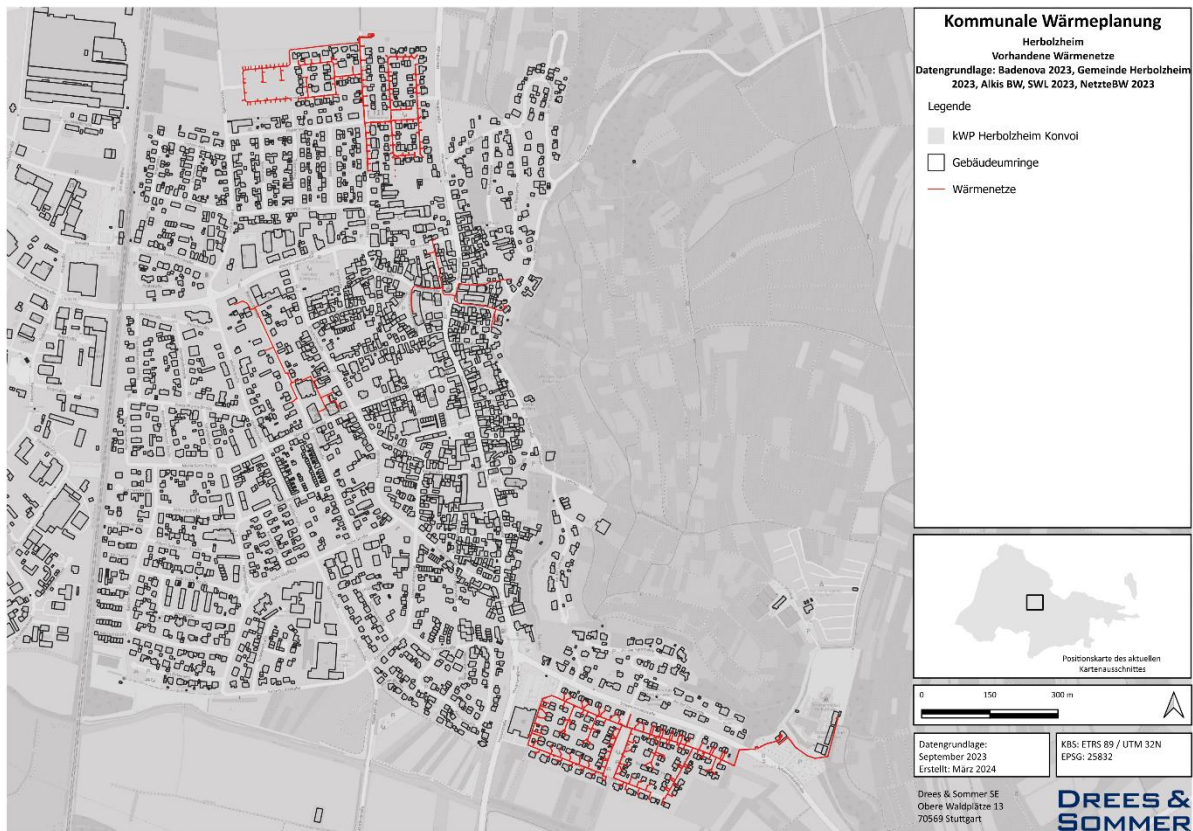 Kommunale Wärmeplanung
Herbolzheim
Vorhandene Wärmenetze
Datengrundlage: Badenova 2023, Gemeinde Herbolzheim
2023, Alkis BW, SWL 2023, NetzteBW 2023
Legende
kWP Herbolzheim Konvoi
Gebäudeumringe
Wärmenetze
Positionskarte des aktuellen
Kartenausschnittes
0 150 300 m
Datengrundlage:
September 2023
Erstellt: März 2024
KBS: ETRS 89 / UTM 32N
EPSG: 25832
Drees & Sommer SE
Obere Waldplätze 13
70569 Stuttgart
DREES &
SOMMER